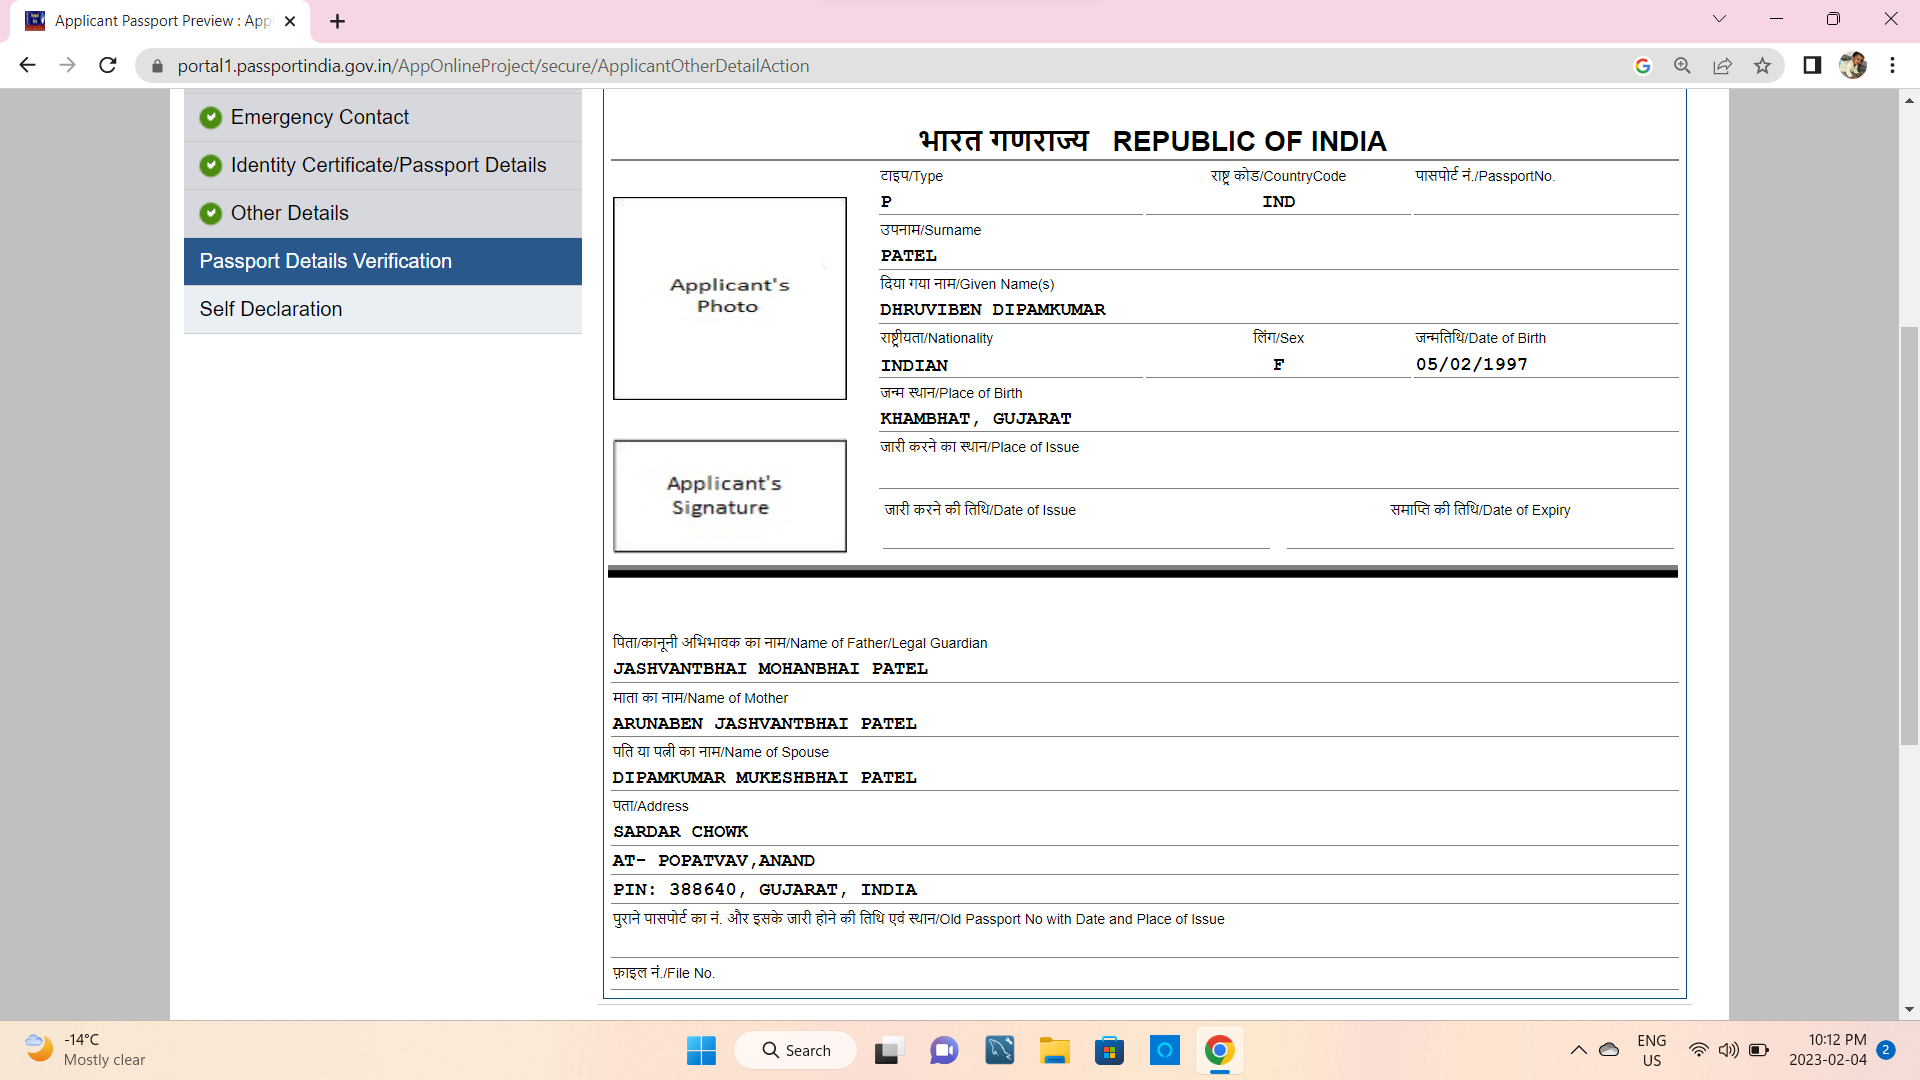 Applicant Passport Preview : App
portal1.passportindia.gov.in/AppOnlineProject/secure/ApplicantOtherDetailAction
Emergency Contact
Identity Certificate/Passport Details
Other Details
Passport Details Verification
Self Declaration
भारत गणराज्य REPUBLIC OF INDIA
टाइप/Type राष्ट्र कोड/CountryCode पासपोर्ट नं./PassportNo.
P IND
उपनाम/Surname
PATEL
दिया गया नाम/Given Name(s)
DHRUVIBEN DIPAMKUMAR
राष्ट्रीयता/Nationality लिंग/Sex जन्मतिथि/Date of Birth
INDIAN F 05/02/1997
जन्म स्थान/Place of Birth
KHAMBHAT, GUJARAT
जारी करने का स्थान/Place of Issue
जारी करने की तिथि/Date of Issue समाप्ति की तिथि/Date of Expiry
Applicant's
Photo
Applicant's
Signature
पिता/कानूनी अभिभावक का नाम/Name of Father/Legal Guardian
JASHVANTBHAI MOHANBHAI PATEL
माता का नाम/Name of Mother
ARUNABEN JASHVANTBHAI PATEL
पति या पत्नी का नाम/Name of Spouse
DIPAMKUMAR MUKESHBHAI PATEL
पता/Address
SARDAR CHOWK
AT- POPATVAV,ANAND
PIN: 388640, GUJARAT, INDIA
पुराने पासपोर्ट का नं. और इसके जारी होने की तिथि एवं स्थान/Old Passport No with Date and Place of Issue
फ़ाइल नं./File No.
-14°C
Mostly clear
Search
ENG
US
10:12 PM
2023-02-04
2